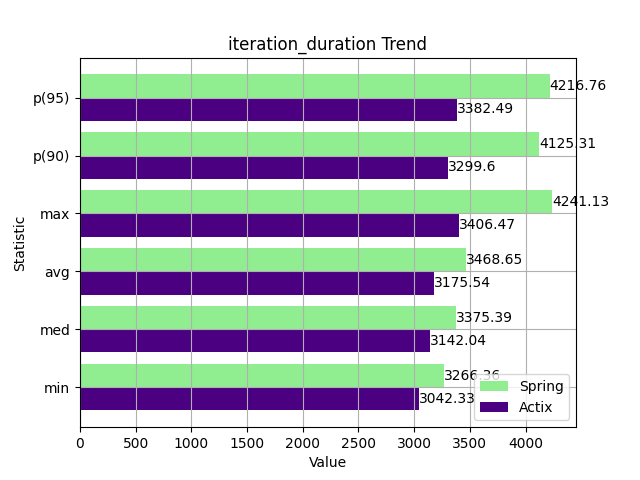 iteration_duration Trend
p(95)
4216.76
3382.49
p(90)
4125.31
3299.6
max
4241.13
3406.47
Statistic
avg
3468.65
3175.54
med
3375.39
3142.04
min
3266.36
3042.33
Spring
Actix
0 500 1000 1500 2000 2500 3000 3500 4000
Value